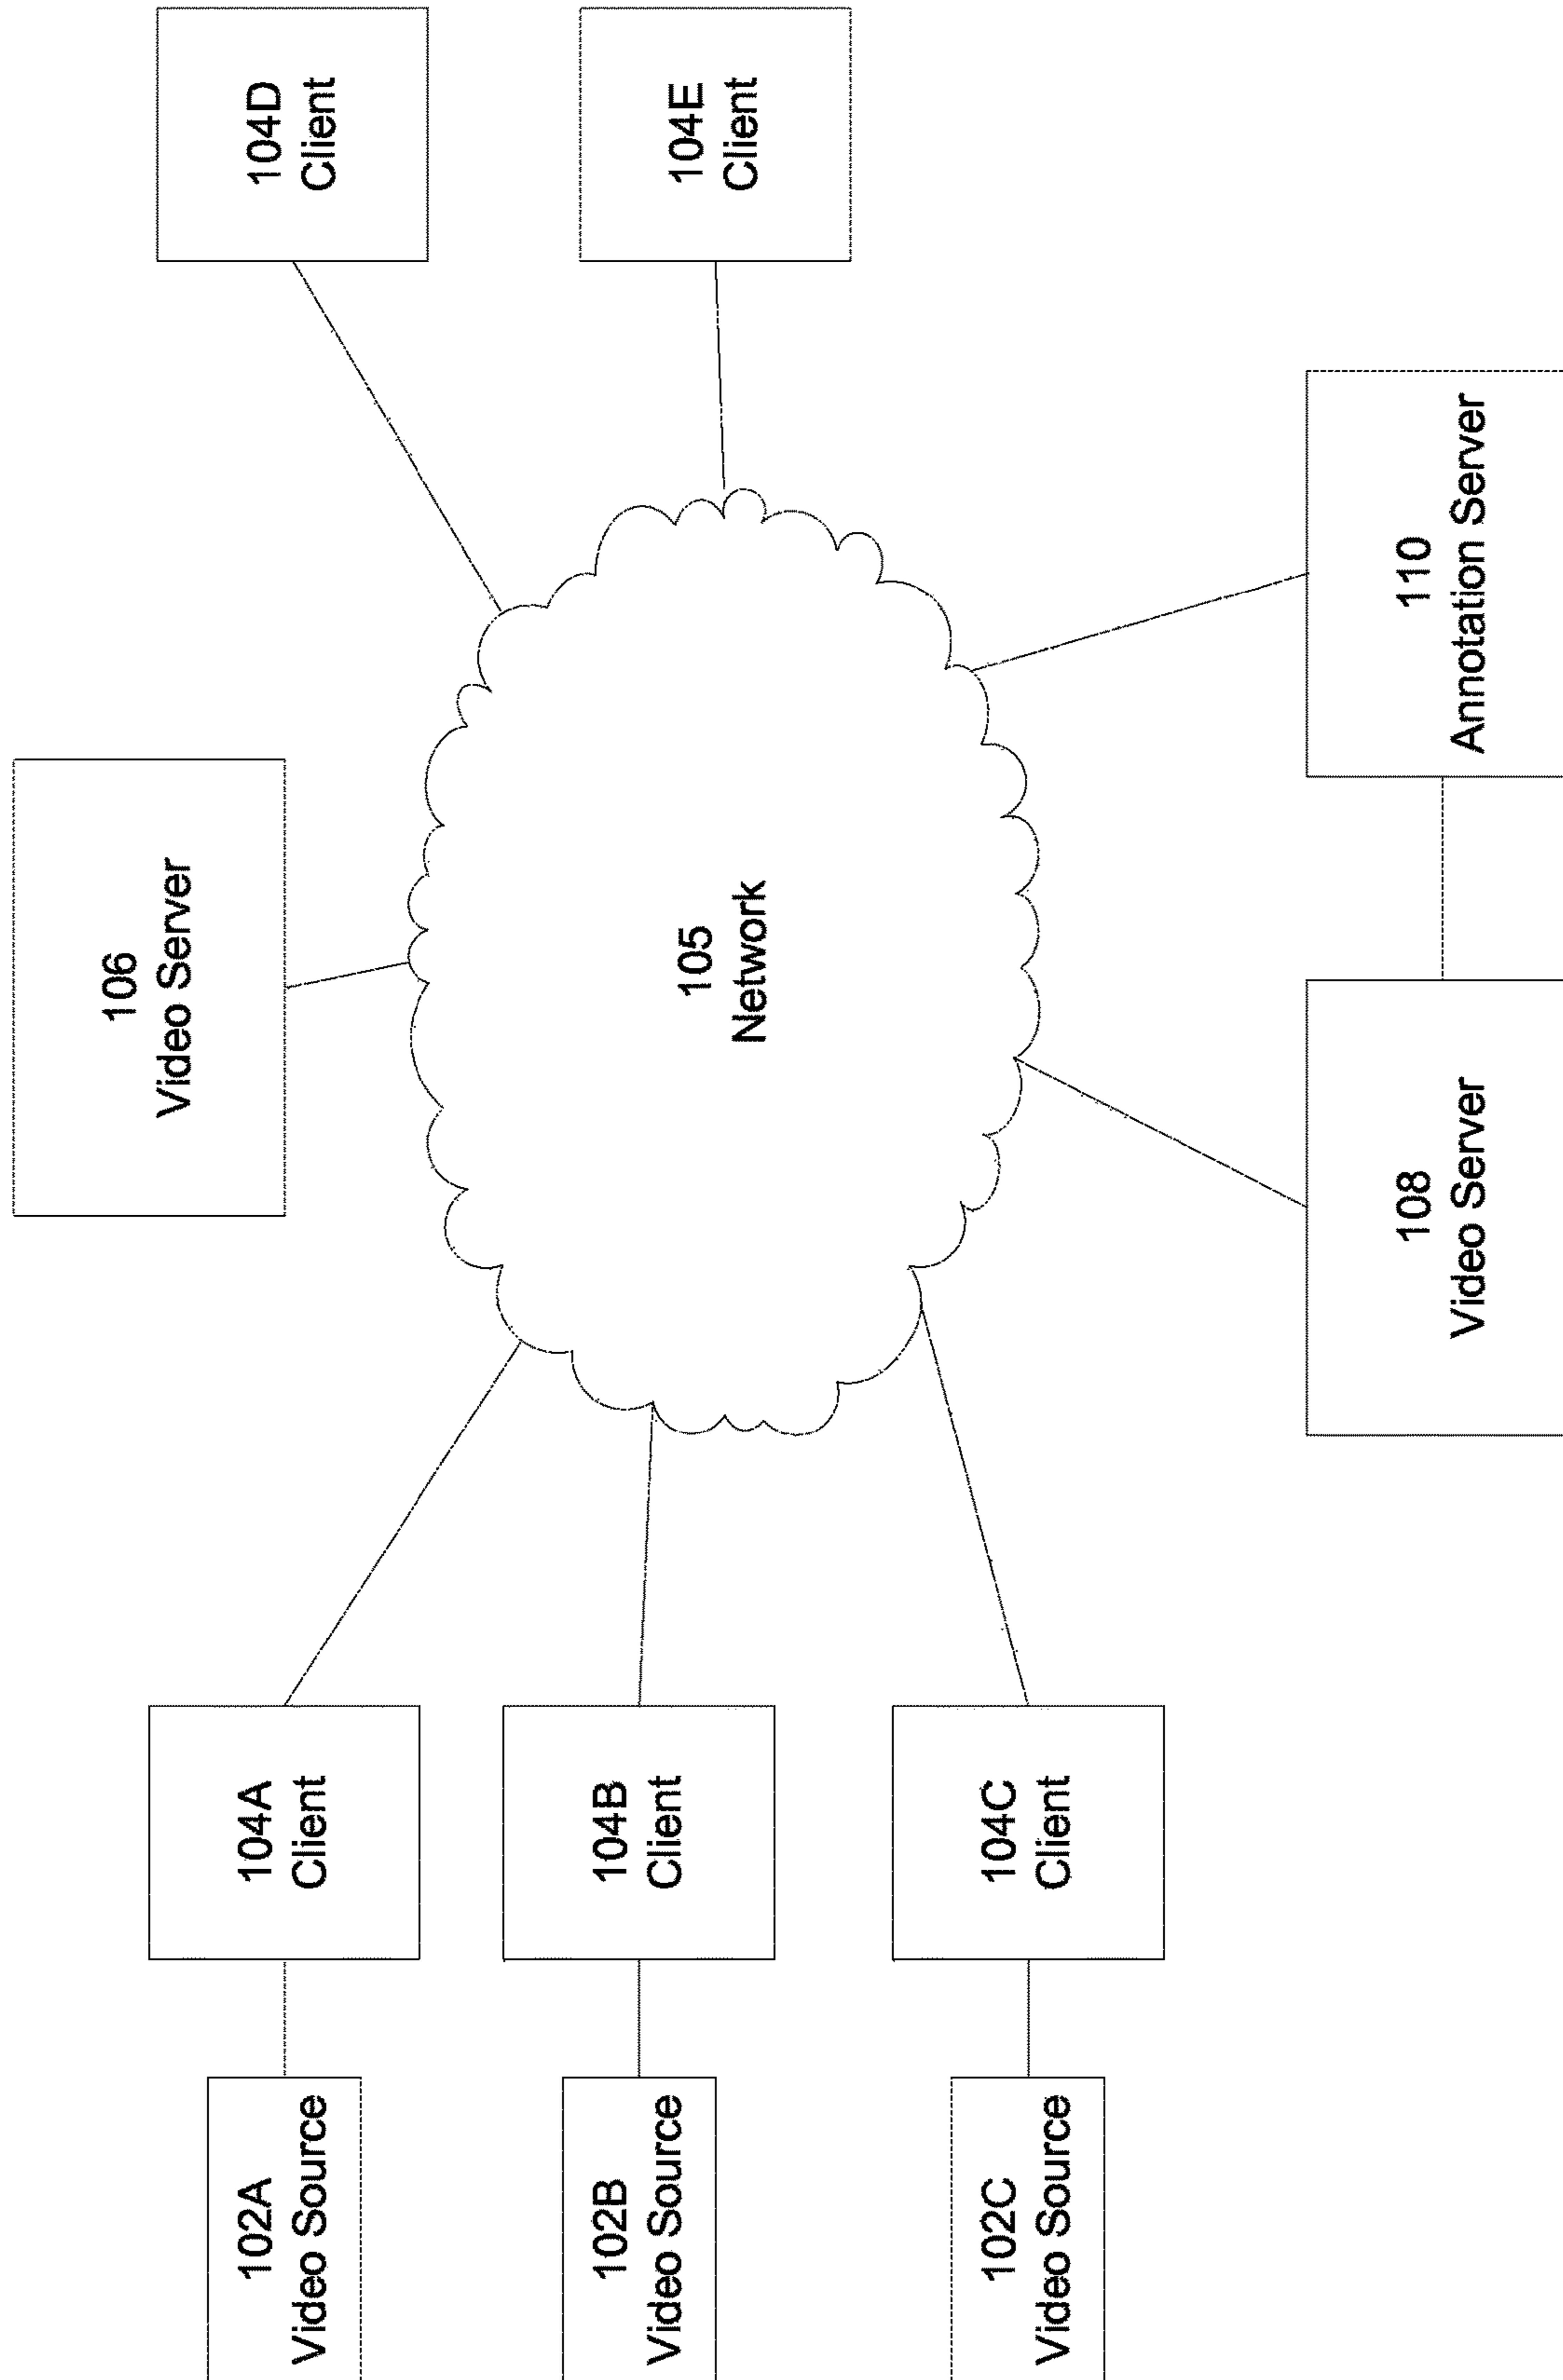 102A
Video Source
104A
Client
106
Video Server
104D
Client
102B
Video Source
104B
Client
105
Network
104E
Client
102C
Video Source
104C
Client
108
Video Server
110
Annotation Server